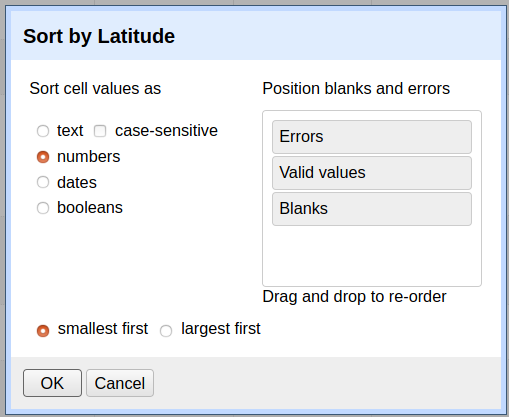 Sort by Latitude
Sort cell values as
text case-sensitive
numbers
dates
booleans
Position blanks and errors
Errors
Valid values
Blanks
Drag and drop to re-order
smallest first largest first
OK Cancel